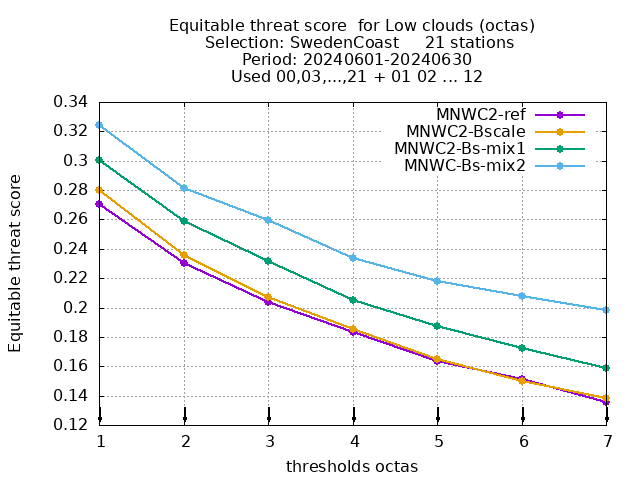 Equitable threat score  for Low clouds (octas)
Selection: SwedenCoast     21 stations
Period: 20240601-20240630
Used 00,03,...,21 + 01 02 ... 12
MNWC2-ref
MNWC2-Bscale
MNWC2-Bs-mix1
MNWC-Bs-mix2
Equitable threat score
0.34
0.32
0.3
0.28
0.26
0.24
0.22
0.2
0.18
0.16
0.14
0.12
1 2 3 4 5 6 7
thresholds octas